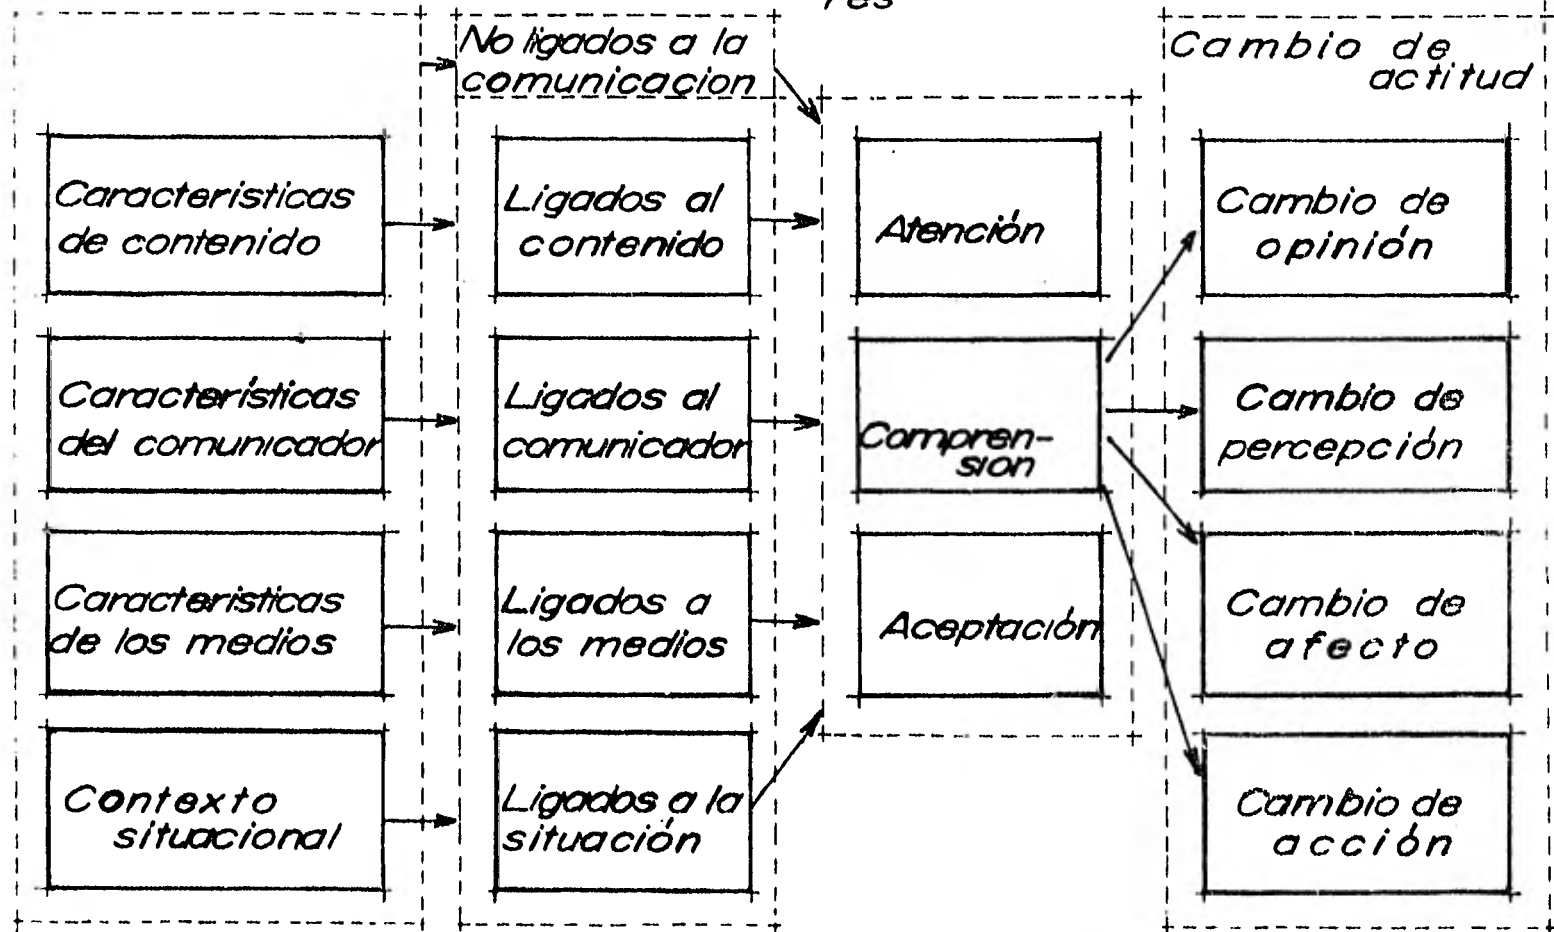 res
No ligados a la
comunicacion
Cambio de
actitud
Caracteristicas
de contenido
Ligados al
contenido
Atención
Cambio de
opinión
Características
del comunicador
Ligados al
comunicador
Compren-
sion
Cambio de
percepción
Caracteristicas
de los medios
Ligados a
los medios
Aceptación
Cambio de
afecto
Contexto
situacional
Ligados a la
situación
Cambio de
acción